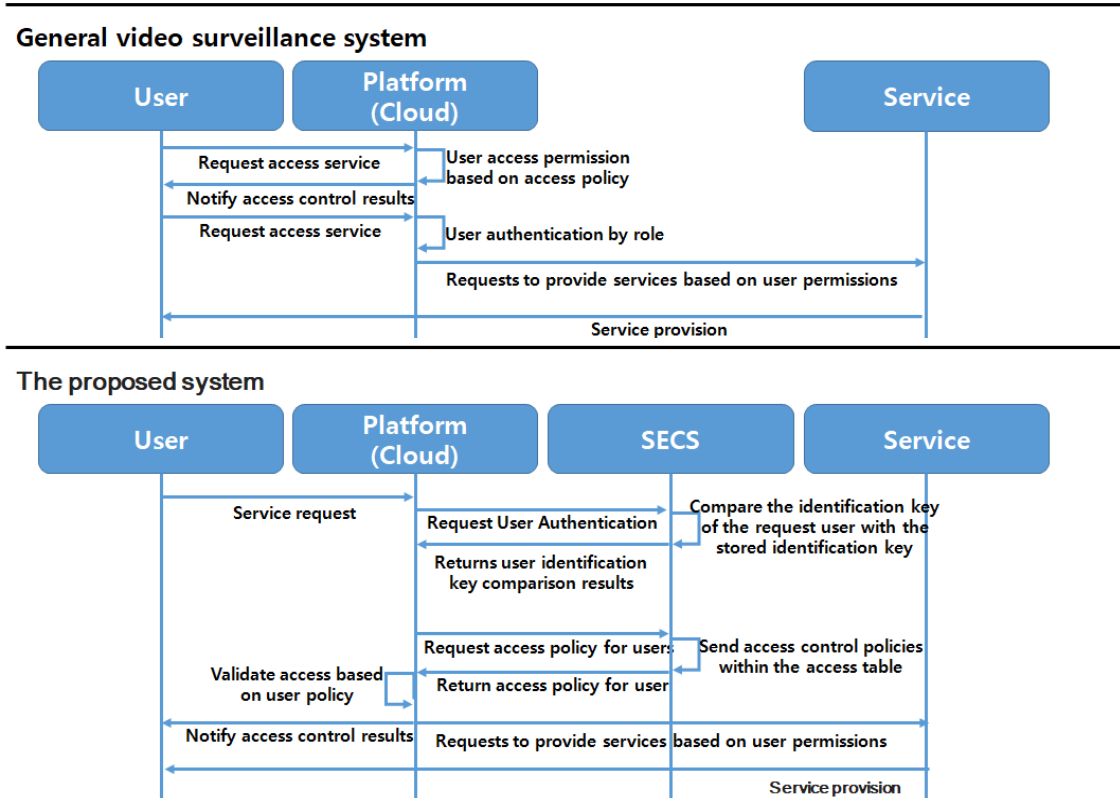 General video surveillance system
User
Platform
(Cloud)
Service
Request access service
User access permission
based on access policy
Notify access control results
Request access service
User authentication by role
Requests to provide services based on user permissions
Service provision
The proposed system
User
Platform
(Cloud)
SECS
Service
Service request
Request User Authentication
Compare the identification key
of the request user with the
stored identification key
Returns user identification
key comparison results
Request access policy for users
Send access control policies
within the access table
Validate access based
on user policy
Return access policy for user
Notify access control results
Requests to provide services based on user permissions
Service provision